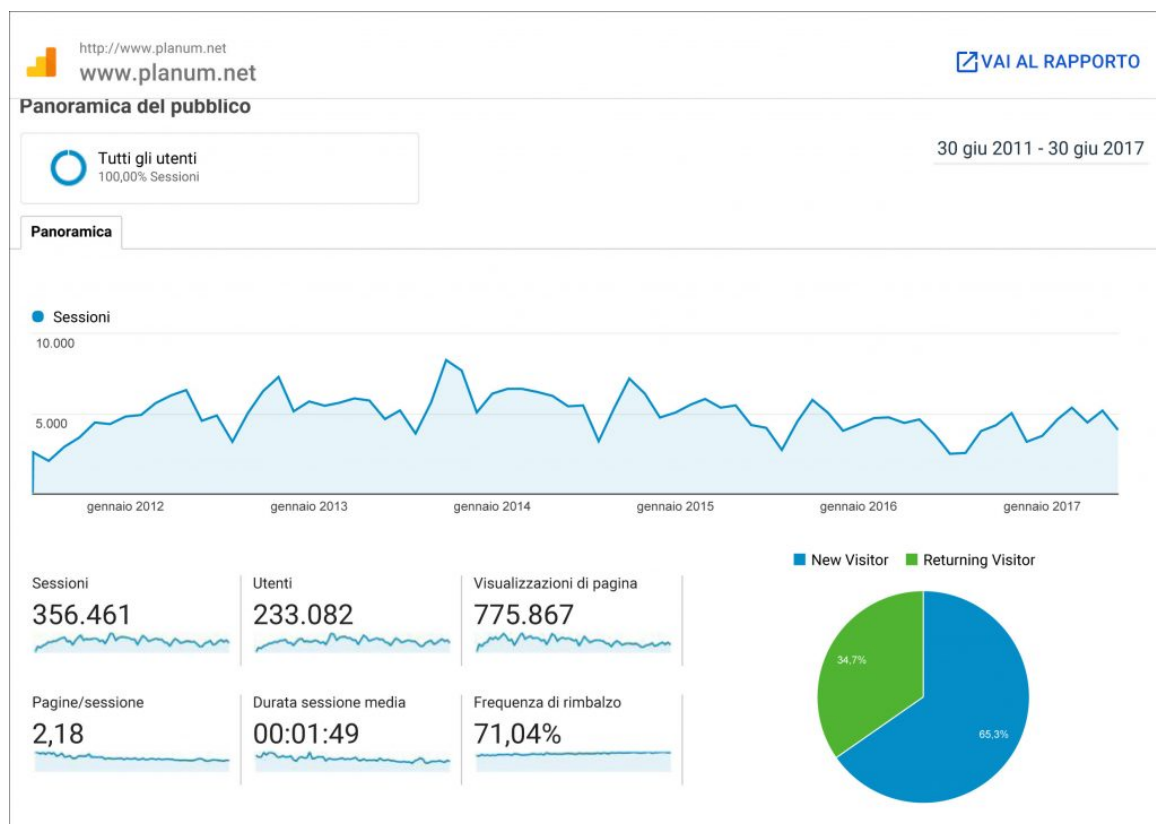 http://www.planum.net
www.planum.net
VAI AL RAPPORTO
Panoramica del pubblico
Tutti gli utenti
100,00% Sessioni
30 giu 2011 - 30 giu 2017
Panoramica
Sessioni
10.000
5.000
gennaio 2012 gennaio 2013 gennaio 2014 gennaio 2015 gennaio 2016 gennaio 2017
New Visitor Returning Visitor
Sessioni Utenti Visualizzazioni di pagina
356.461 233.082 775.867
34,7%
Pagine/sessione Durata sessione media Frequenza di rimbalzo
2,18 00:01:49 71,04%
65,3%